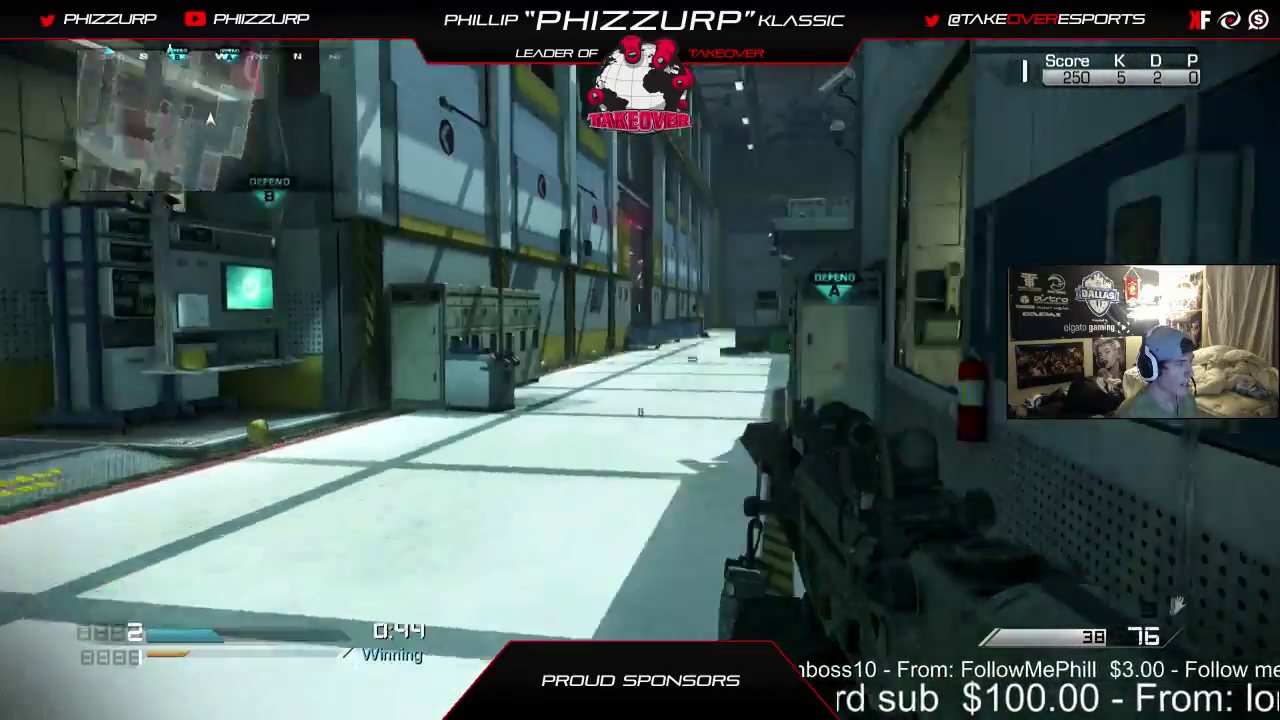 PHIZZURP
PHIIZZURP
PHILLIP "PHIZZURP" KLASSIC
@TAKEOVERESPORTS
LEADER OF TAKEOVER
TAKEOVER
S
W
N
Score K D P
250 5 2 0
DEFEND
B
DEFEND
A
DALLAS
elgato gaming
2
0:44
1
Winning
38 76
PROUD SPONSORS
nboss10 - From: FollowMePhill $3.00 - Follow me
rd sub $100.00 - From: lo